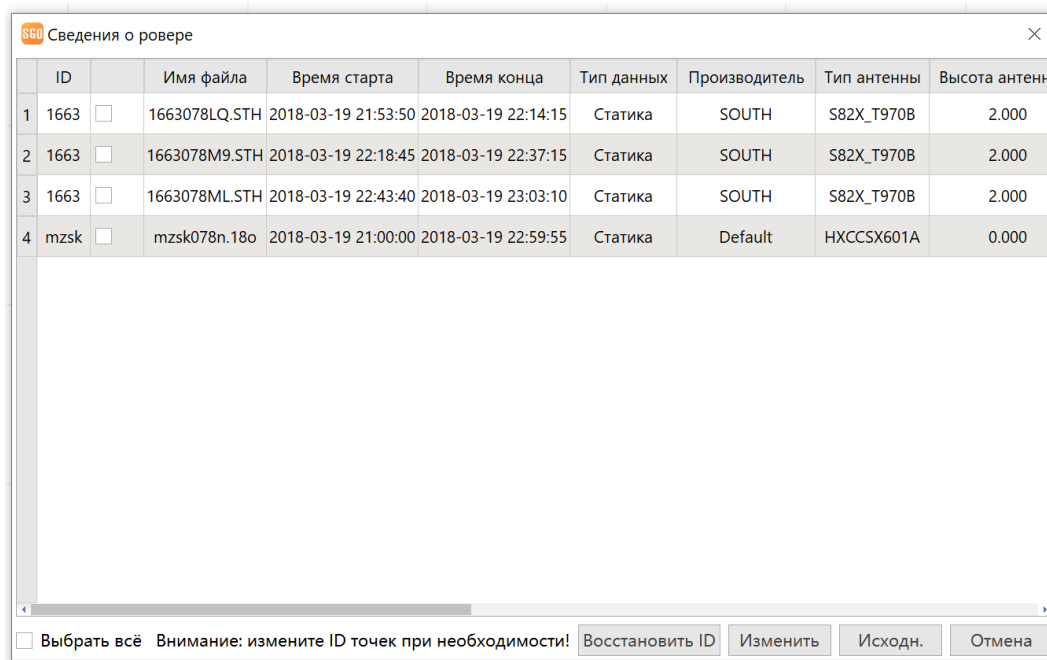 SGO Сведения о ровере
ID Имя файла Время старта Время конца Тип данных Производитель Тип антенны Высота антенн
1 1663 1663078LQ.STH 2018-03-19 21:53:50 2018-03-19 22:14:15 Статика SOUTH S82X_T970B 2.000
2 1663 1663078M9.STH 2018-03-19 22:18:45 2018-03-19 22:37:15 Статика SOUTH S82X_T970B 2.000
3 1663 1663078ML.STH 2018-03-19 22:43:40 2018-03-19 23:03:10 Статика SOUTH S82X_T970B 2.000
4 mzsk mzsk078n.18o 2018-03-19 21:00:00 2018-03-19 22:59:55 Статика Default HXCCSX601A 0.000
Выбрать всё Внимание: измените ID точек при необходимости! Восстановить ID Изменить Исходн. Отмена